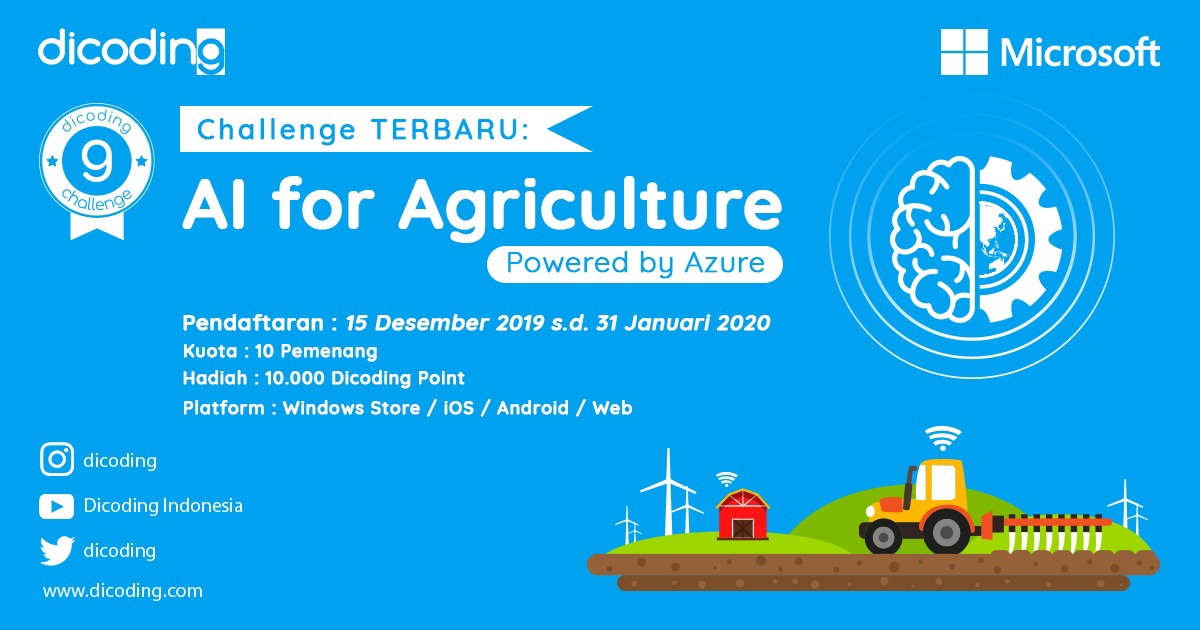 dicoding
Microsoft
dicoding
9
challenge
Challenge TERBARU:
AI for Agriculture
Powered by Azure
Pendaftaran : 15 Desember 2019 s.d. 31 Januari 2020
Kuota : 10 Pemenang
Hadiah : 10.000 Dicoding Point
Platform : Windows Store / iOS / Android / Web
dicoding
Dicoding Indonesia
dicoding
www.dicoding.com